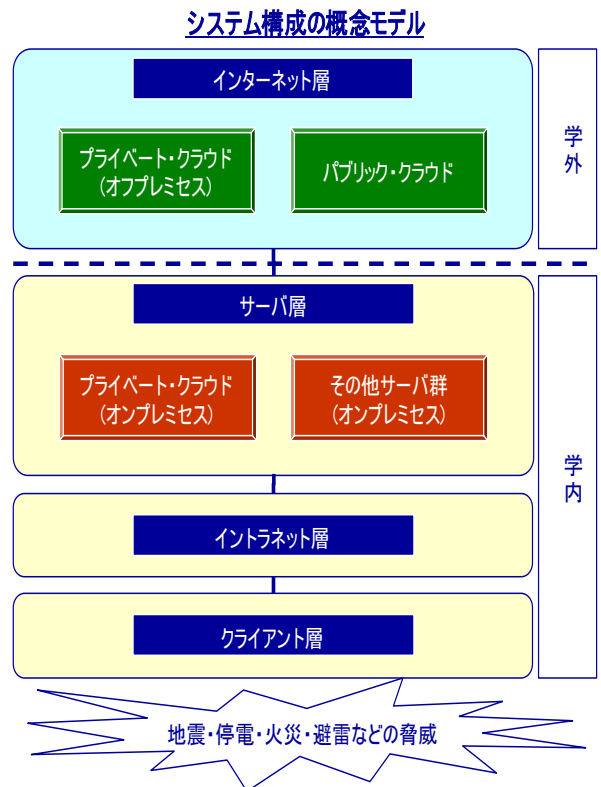 システム構成の概念モデル
インターネット層
プライベート・クラウド
(オフプレミセス)
パブリック・クラウド
学
外
サーバ層
プライベート・クラウド
(オンプレミセス)
その他サーバ群
(オンプレミセス)
学
内
イントラネット層
クライアント層
地震・停電・火災・避雷などの脅威